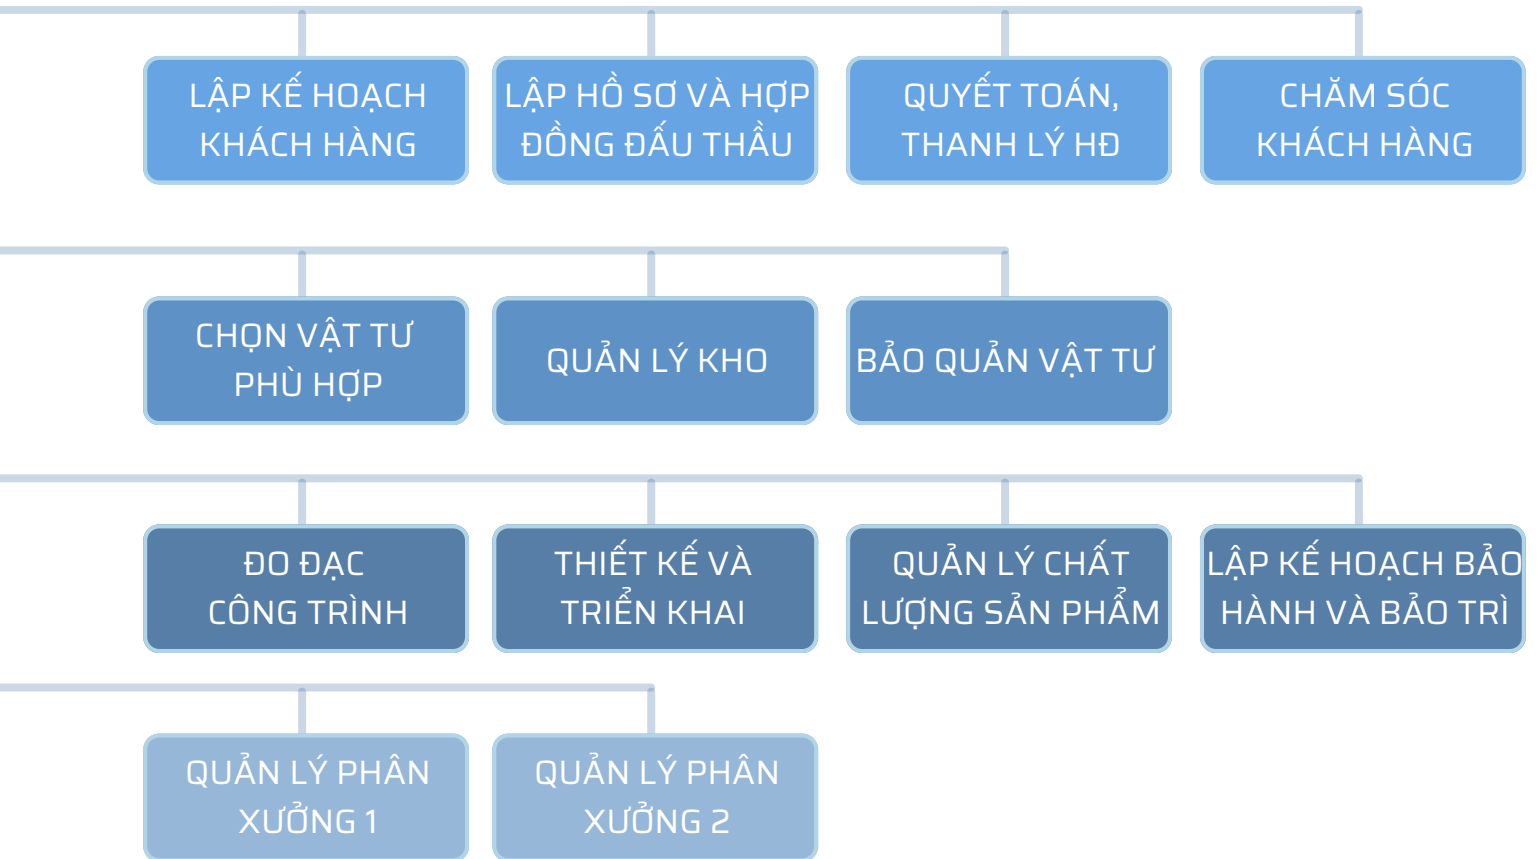 LẬP KẾ HOẠCH
KHÁCH HÀNG
LẬP HỒ SƠ VÀ HỢP
ĐỒNG ĐẤU THẦU
QUYẾT TOÁN,
THANH LÝ HĐ
CHĂM SÓC
KHÁCH HÀNG
CHỌN VẬT TƯ
PHÙ HỢP
QUẢN LÝ KHO
BẢO QUẢN VẬT TƯ
ĐO ĐẠC
CÔNG TRÌNH
THIẾT KẾ VÀ
TRIỂN KHAI
QUẢN LÝ CHẤT
LƯỢNG SẢN PHẨM
LẬP KẾ HOẠCH BẢO
HÀNH VÀ BẢO TRÌ
QUẢN LÝ PHÂN
XƯỞNG 1
QUẢN LÝ PHÂN
XƯỞNG 2